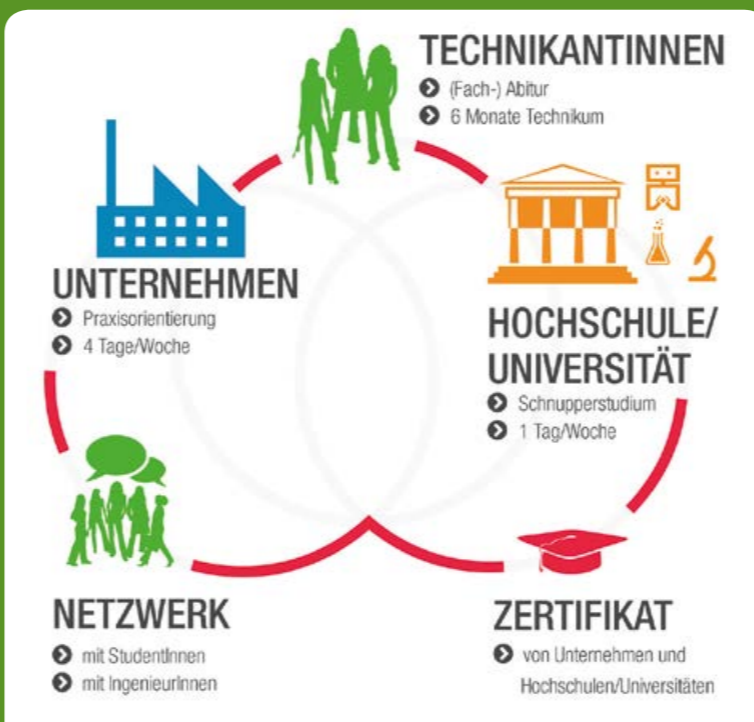 TECHNIKANTINNEN
(Fach-) Abitur
6 Monate Technikum
UNTERNEHMEN
Praxisorientierung
4 Tage/Woche
HOCHSCHULE/
UNIVERSITÄT
Schnupperstudium
1 Tag/Woche
NETZWERK
mit StudentInnen
mit IngenieurInnen
ZERTIFIKAT
von Unternehmen und
Hochschulen/Universitäten